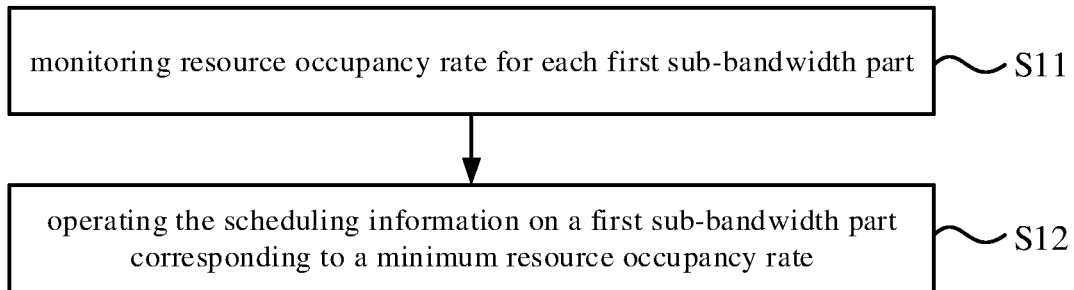 monitoring resource occupancy rate for each first sub-bandwidth part
S11
operating the scheduling information on a first sub-bandwidth part
corresponding to a minimum resource occupancy rate
S12